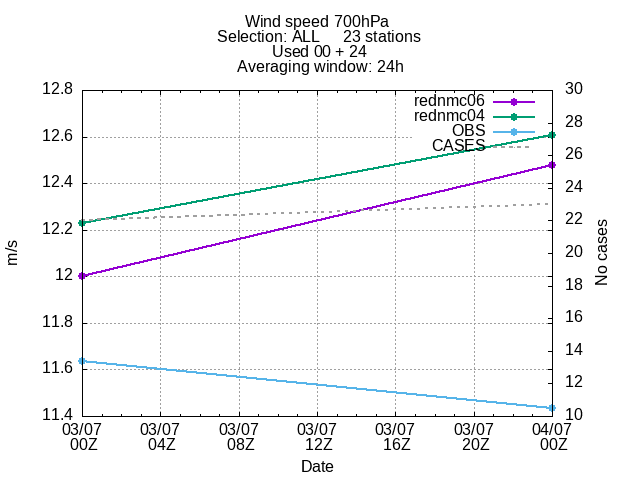 Wind speed 700hPa
Selection: ALL     23 stations
Used 00 + 24
Averaging window: 24h
12.8
12.6
12.4
12.2
12
11.8
11.6
11.4
m/s
30
28
26
24
22
20
18
16
14
12
10
No cases
rednmc06
rednmc04
OBS
CASES
03/07 00Z
03/07 04Z
03/07 08Z
03/07 12Z
03/07 16Z
03/07 20Z
04/07 00Z
Date